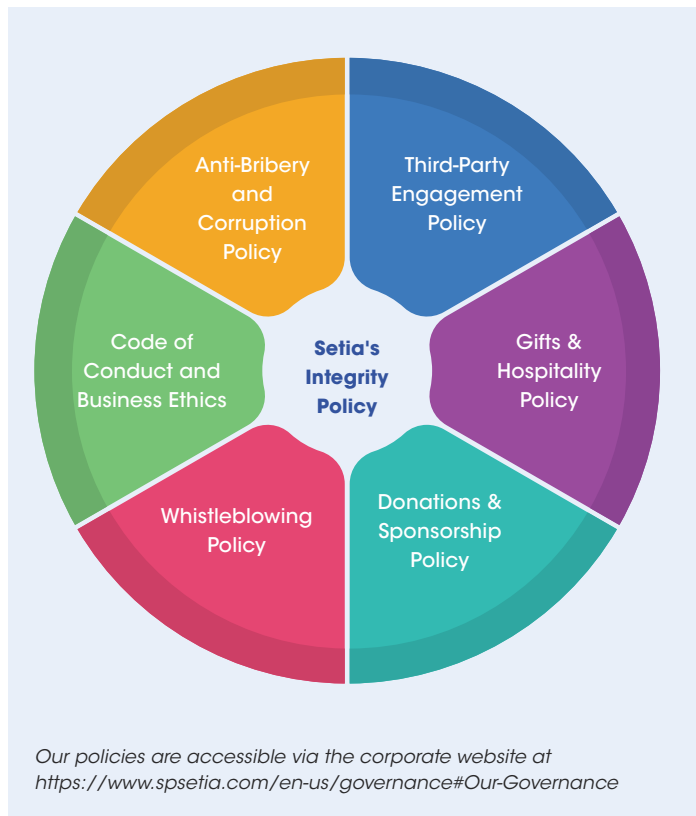 Anti-Bribery
and
Corruption
Policy
Third-Party
Engagement
Policy
Code of
Conduct and
Business Ethics
Setia's
Integrity
Policy
Gifts &
Hospitality
Policy
Whistleblowing
Policy
Donations &
Sponsorship
Policy
Our policies are accessible via the corporate website at
https://www.spsetia.com/en-us/governance#Our-Governance